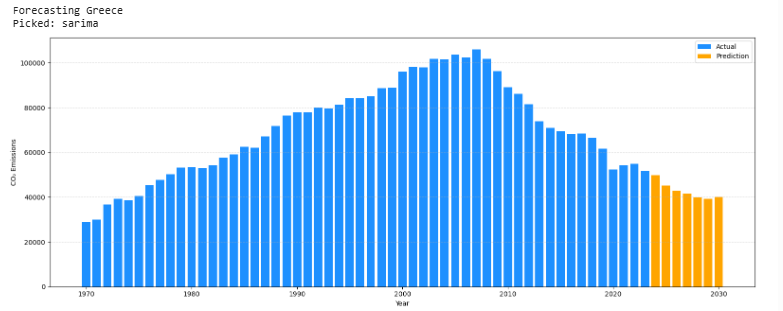 Forecasting Greece
Picked: sarima
Actual
Prediction
100000
80000
60000
40000
20000
0
CO₂ Emissions
1970
1980
1990
2000
2010
2020
2030
Year